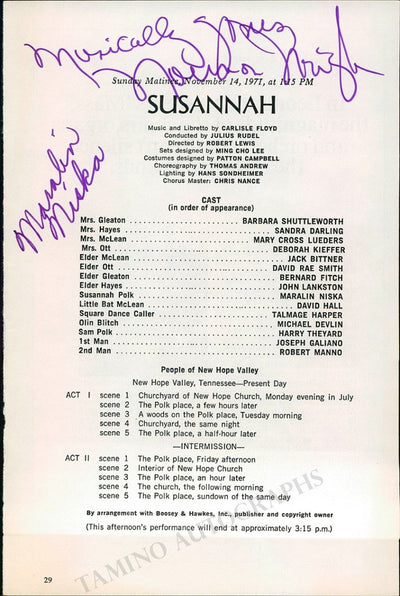 Musically Yours
Maralin Niska
Sunday Matinee, November 14, 1971, at 1:15 PM
SUSANNAH
Music and Libretto by CARLISLE FLOYD
Conducted by JULIUS RUDEL
Directed by ROBERT LEWIS
Sets designed by MING CHO LEE
Costumes designed by PATTON CAMPBELL
Choreography by THOMAS ANDREW
Lighting by HANS SONDHEIMER
Chorus Master: CHRIS NANCE
Maralin
Niska
CAST
(in order of appearance)
Mrs. Gleaton BARBARA SHUTTLEWORTH
Mrs. Hayes SANDRA DARLING
Mrs. McLean MARY CROSS LUEDERS
Mrs. Ott DEBORAH KIEFFER
Elder McLean JACK BITTNER
Elder Ott DAVID RAE SMITH
Elder Gleaton BERNARD FITCH
Elder Hayes JOHN LANKSTON
Susannah Polk MARALIN NISKA
Little Bat McLean DAVID HALL
Square Dance Caller TALMAGE HARPER
Olin Blitch MICHAEL DEVLIN
Sam Polk HARRY THEYARD
1st Man JOSEPH GALIANO
2nd Man ROBERT MANNO
People of New Hope Valley
New Hope Valley, Tennessee—Present Day
ACT I scene 1 Churchyard of New Hope Church, Monday evening in July
scene 2 The Polk place, a few hours later
scene 3 A woods on the Polk place, Tuesday morning
scene 4 Churchyard, the same night
scene 5 The Polk place, a half-hour later
—INTERMISSION—
ACT II scene 1 The Polk place, Friday afternoon
scene 2 Interior of New Hope Church
scene 3 The Polk place, an hour later
scene 4 The church, the following morning
scene 5 The Polk place, sundown of the same day
By arrangement with Boosey & Hawkes, Inc., publisher and copyright owner
(This afternoon's performance will end at approximately 3:15 p.m.)
29
TAMINO AUTOGRAPHS